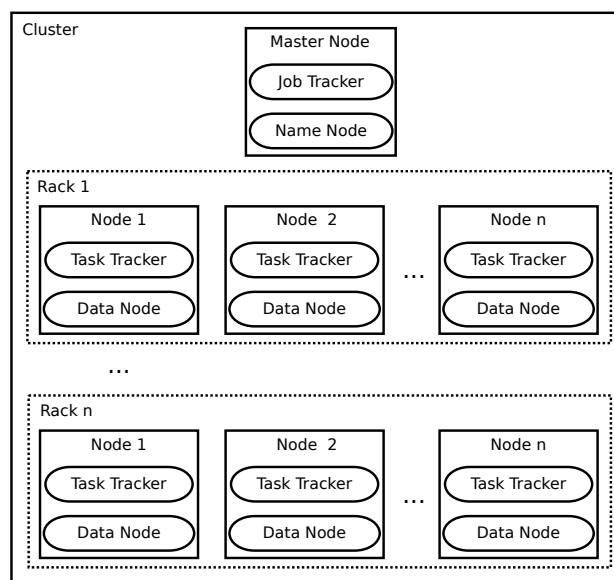 Cluster
Master Node
Job Tracker
Name Node
Rack 1
Node 1 Node 2 Node n
Task Tracker Task Tracker ... Task Tracker
Data Node Data Node Data Node
...
Rack n
Node 1 Node 2 Node n
Task Tracker Task Tracker ... Task Tracker
Data Node Data Node Data Node